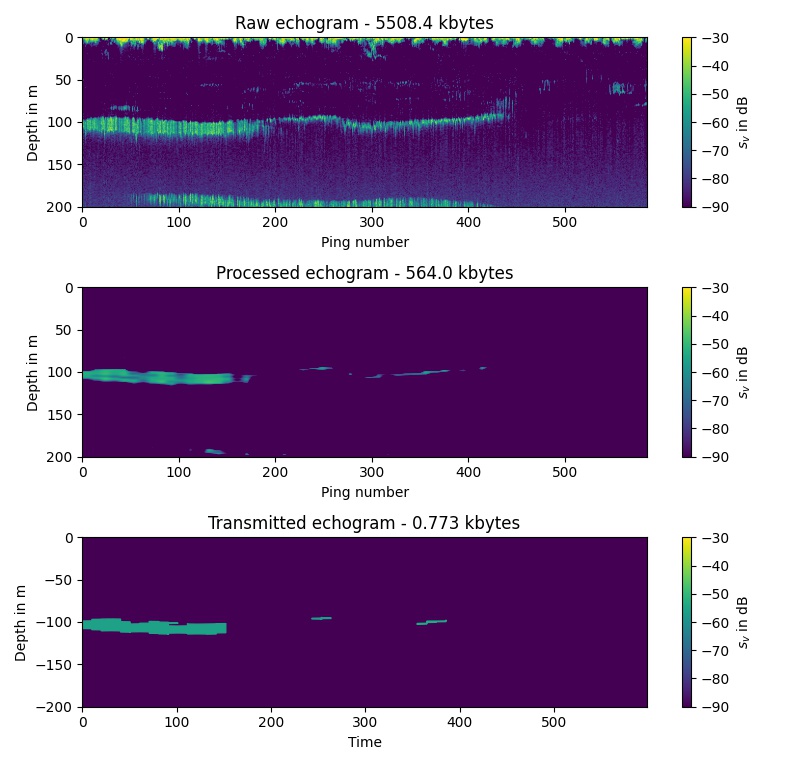 Raw echogram - 5508.4 kbytes
0
50
100
150
200
Depth in m
0 100 200 300 400 500
Ping number
−30
−40
−50
−60
−70
−80
−90
sv in dB
Processed echogram - 564.0 kbytes
0
50
100
150
200
Depth in m
0 100 200 300 400 500
Ping number
−30
−40
−50
−60
−70
−80
−90
sv in dB
Transmitted echogram - 0.773 kbytes
0
−50
−100
−150
−200
Depth in m
0 100 200 300 400 500
Time
−30
−40
−50
−60
−70
−80
−90
sv in dB